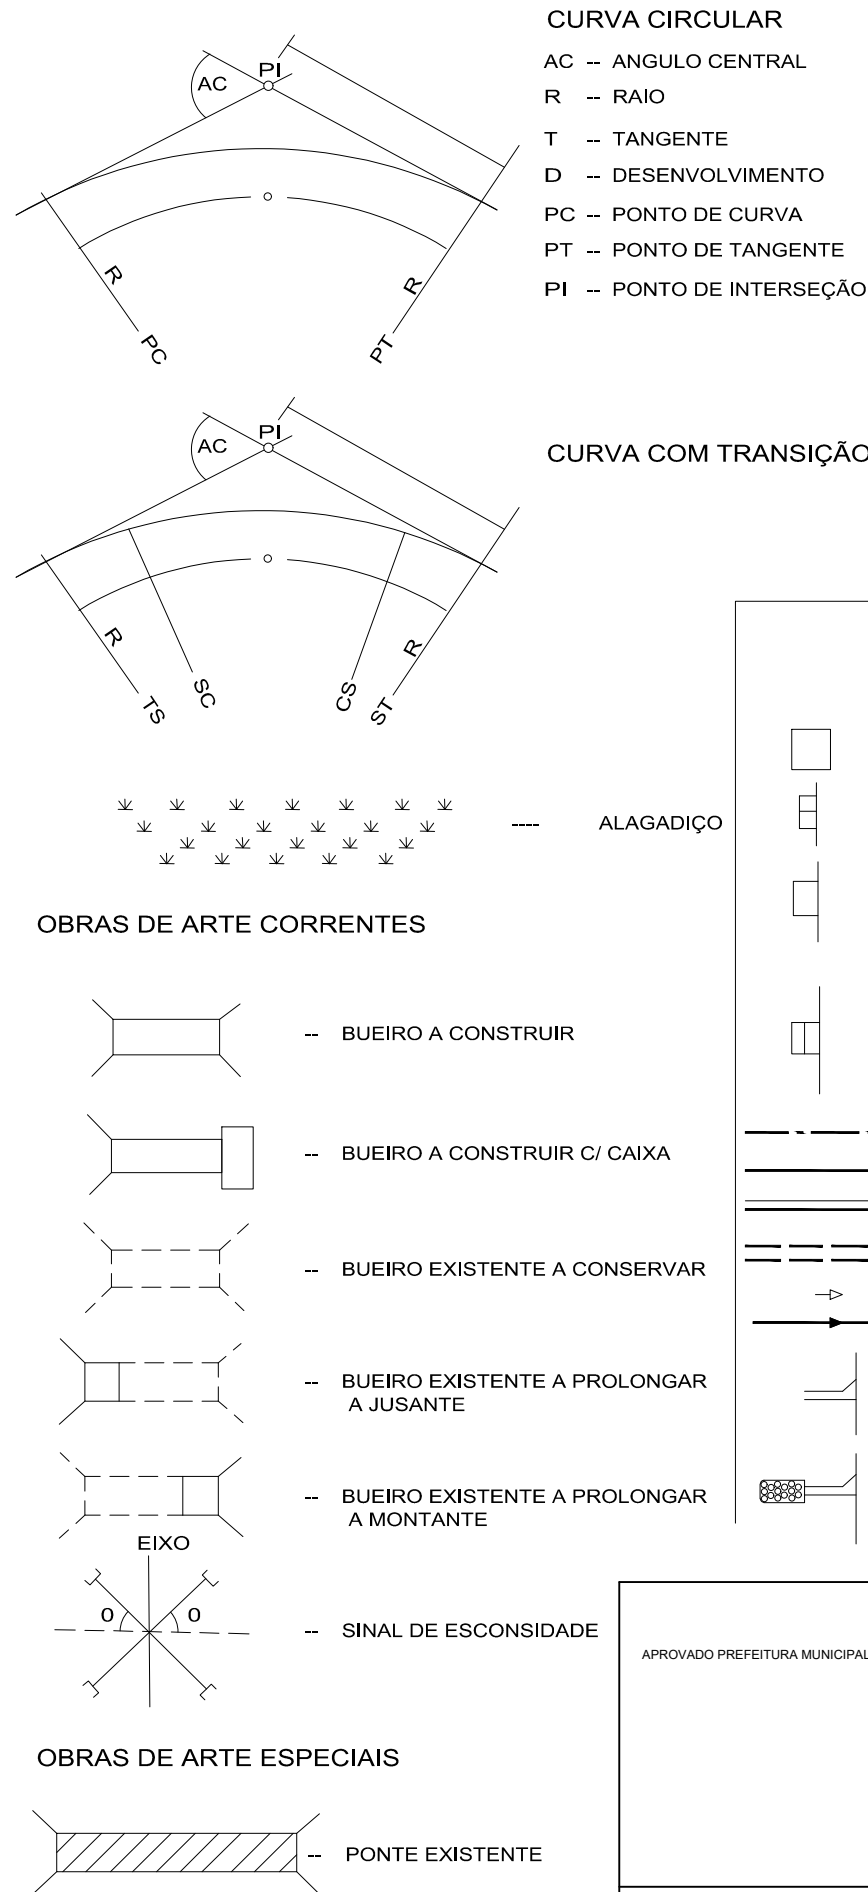 CURVA CIRCULAR
AC -- ANGULO CENTRAL
R -- RAIO
T -- TANGENTE
D -- DESENVOLVIMENTO
PC -- PONTO DE CURVA
PT -- PONTO DE TANGENTE
PI -- PONTO DE INTERSEÇÃO
PI
AC
R
R
PC
PT
CURVA COM TRANSIÇÃO
PI
AC
R
R
TS
SC
CS
ST
---- ALAGADIÇO
OBRAS DE ARTE CORRENTES
-- BUEIRO A CONSTRUIR
-- BUEIRO A CONSTRUIR C/ CAIXA
-- BUEIRO EXISTENTE A CONSERVAR
-- BUEIRO EXISTENTE A PROLONGAR
A JUSANTE
-- BUEIRO EXISTENTE A PROLONGAR
A MONTANTE
EIXO
0 0
-- SINAL DE ESCONSIDADE
APROVADO PREFEITURA MUNICIPAL
OBRAS DE ARTE ESPECIAIS
-- PONTE EXISTENTE